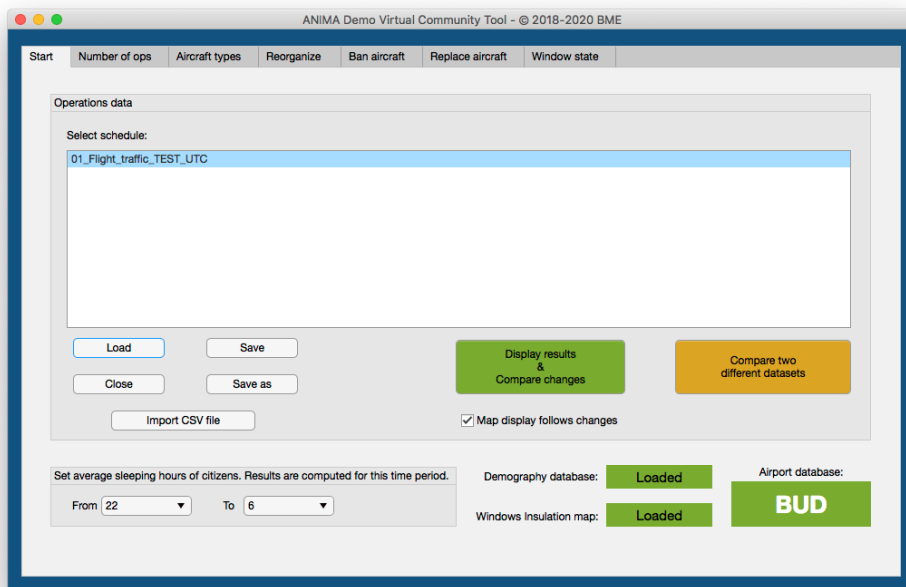 ANIMA Demo Virtual Community Tool - © 2018-2020 BME
Start Number of ops Aircraft types Reorganize Ban aircraft Replace aircraft Window state
Operations data
Select schedule:
01_Flight_traffic_TEST_UTC
Load Save
Close Save as
Import CSV file
Display results
&
Compare changes
Compare two
different datasets
Map display follows changes
Set average sleeping hours of citizens. Results are computed for this time period.
From 22 To 6
Demography database: Loaded
Windows Insulation map: Loaded
Airport database:
BUD